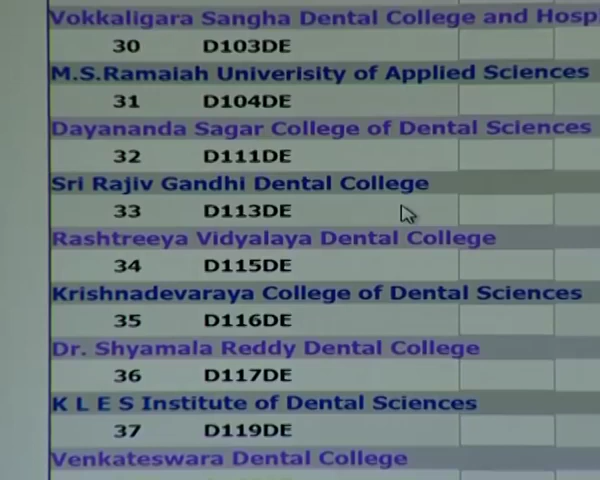 Vokkaligara Sangha Dental College and Hosp
30 D103DE
M.S.Ramaiah Univerisity of Applied Sciences
31 D104DE
Dayananda Sagar College of Dental Sciences
32 D111DE
Sri Rajiv Gandhi Dental College
33 D113DE
Rashtreeya Vidyalaya Dental College
34 D115DE
Krishnadevaraya College of Dental Sciences
35 D116DE
Dr. Shyamala Reddy Dental College
36 D117DE
K L E S Institute of Dental Sciences
37 D119DE
Venkateswara Dental College